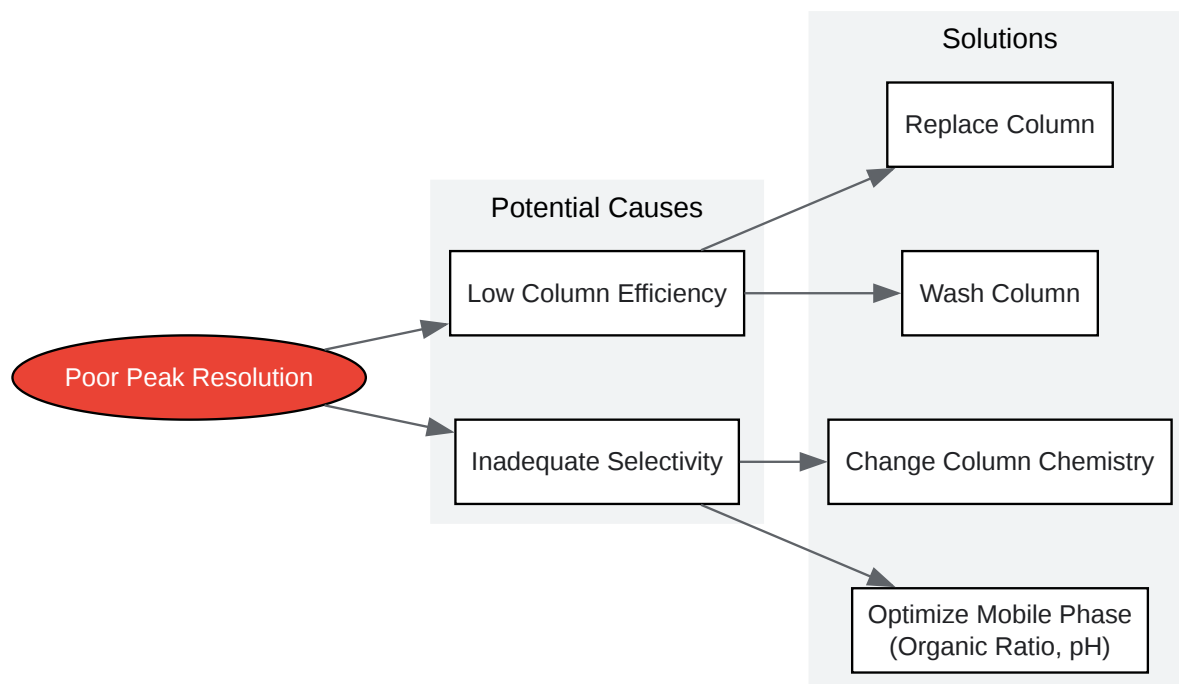 Poor Peak Resolution
Potential Causes
Low Column Efficiency
Inadequate Selectivity
Solutions
Replace Column
Wash Column
Change Column Chemistry
Optimize Mobile Phase
(Organic Ratio, pH)